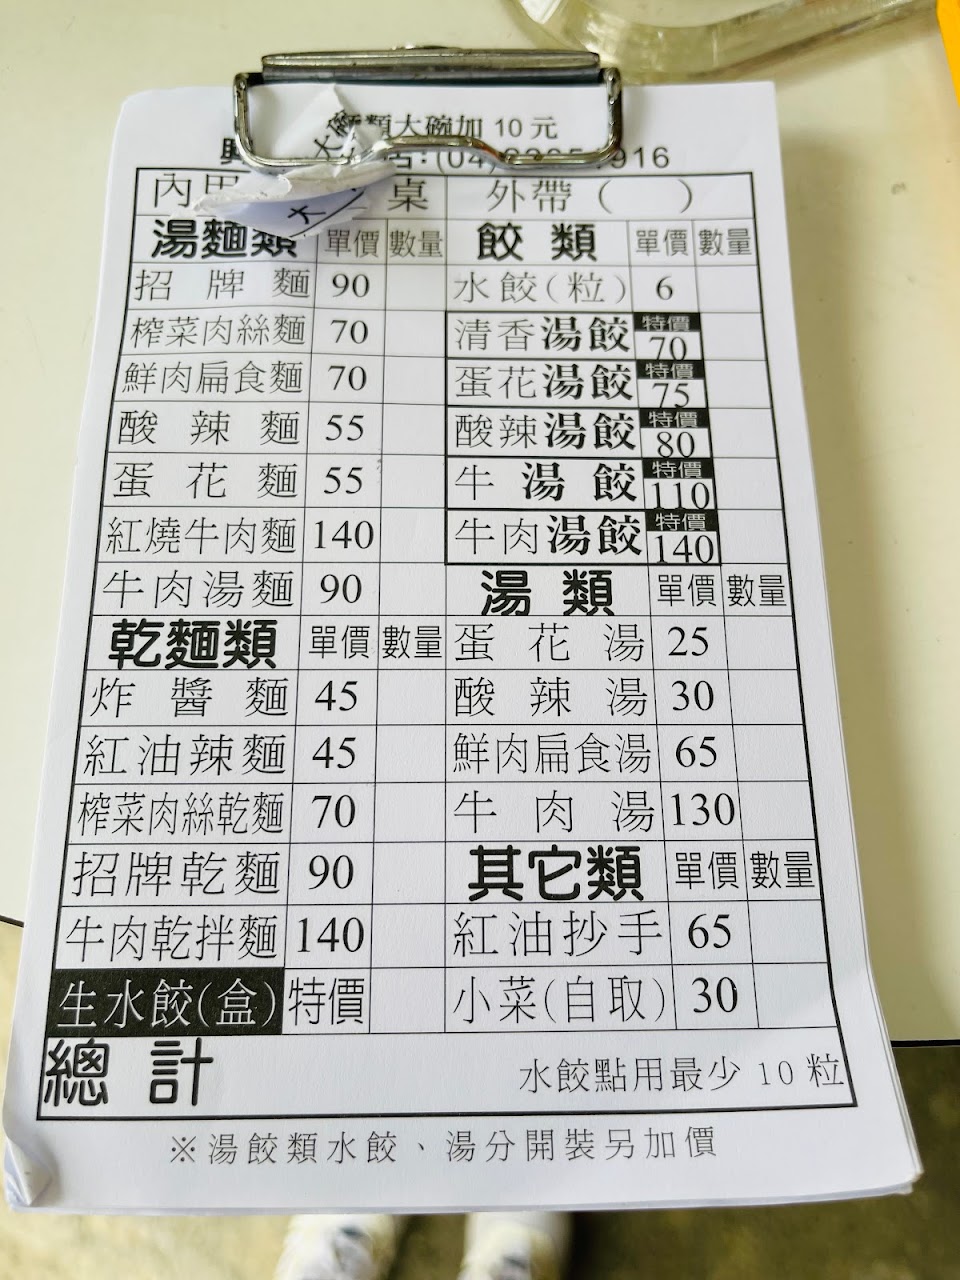 類大碗加 10 元
916
桌 外帶 ( )
湯麵類 單價 數量 餃類 單價 數量
招牌麵 90 水餃(粒) 6
榨菜肉絲麵 70 清香湯餃 特價 70
鮮肉扁食麵 70 蛋花湯餃 特價 75
酸辣麵 55 酸辣湯餃 特價 80
蛋花麵 55 牛湯餃 特價 110
紅燒牛肉麵 140 牛肉湯餃 特價 140
牛肉湯麵 90 湯類 單價 數量
乾麵類 單價 數量 蛋花湯 25
炸醬麵 45 酸辣湯 30
紅油辣麵 45 鮮肉扁食湯 65
榨菜肉絲乾麵 70 牛肉湯 130
招牌乾麵 90 其它類 單價 數量
牛肉乾拌麵 140 紅油抄手 65
生水餃(盒) 特價 小菜(自取) 30
總計 水餃點用最少 10 粒
※湯餃類水餃、湯分開裝另加價